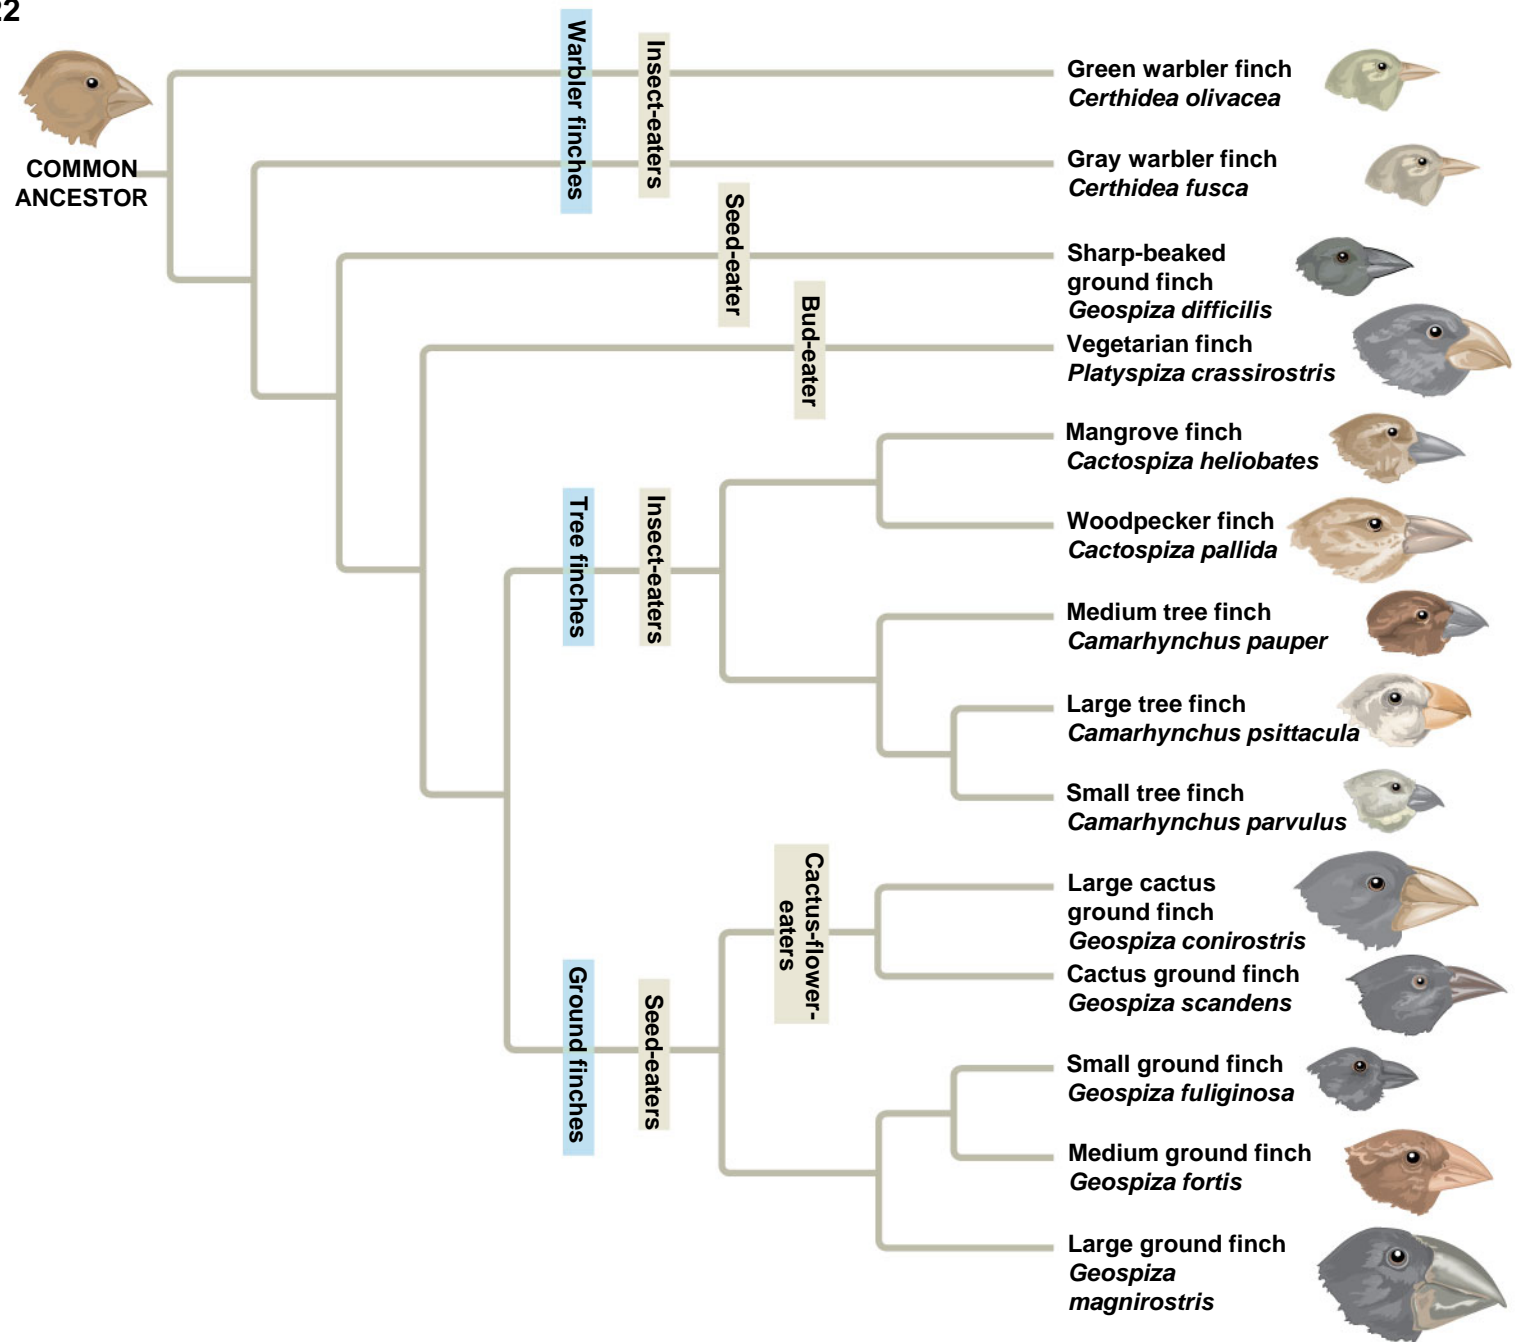 22
COMMON
ANCESTOR
Warbler finches
Insect-eaters
Green warbler finch
Certhidea olivacea
Gray warbler finch
Certhidea fusca
Seed-eater
Sharp-beaked
ground finch
Geospiza difficilis
Bud-eater
Vegetarian finch
Platyspiza crassirostris
Tree finches
Insect-eaters
Mangrove finch
Cactospiza heliobates
Woodpecker finch
Cactospiza pallida
Medium tree finch
Camarhynchus pauper
Large tree finch
Camarhynchus psittacula
Small tree finch
Camarhynchus parvulus
Ground finches
Seed-eaters
Cactus-flower-
eaters
Large cactus
ground finch
Geospiza conirostris
Cactus ground finch
Geospiza scandens
Small ground finch
Geospiza fuliginosa
Medium ground finch
Geospiza fortis
Large ground finch
Geospiza
magnirostris